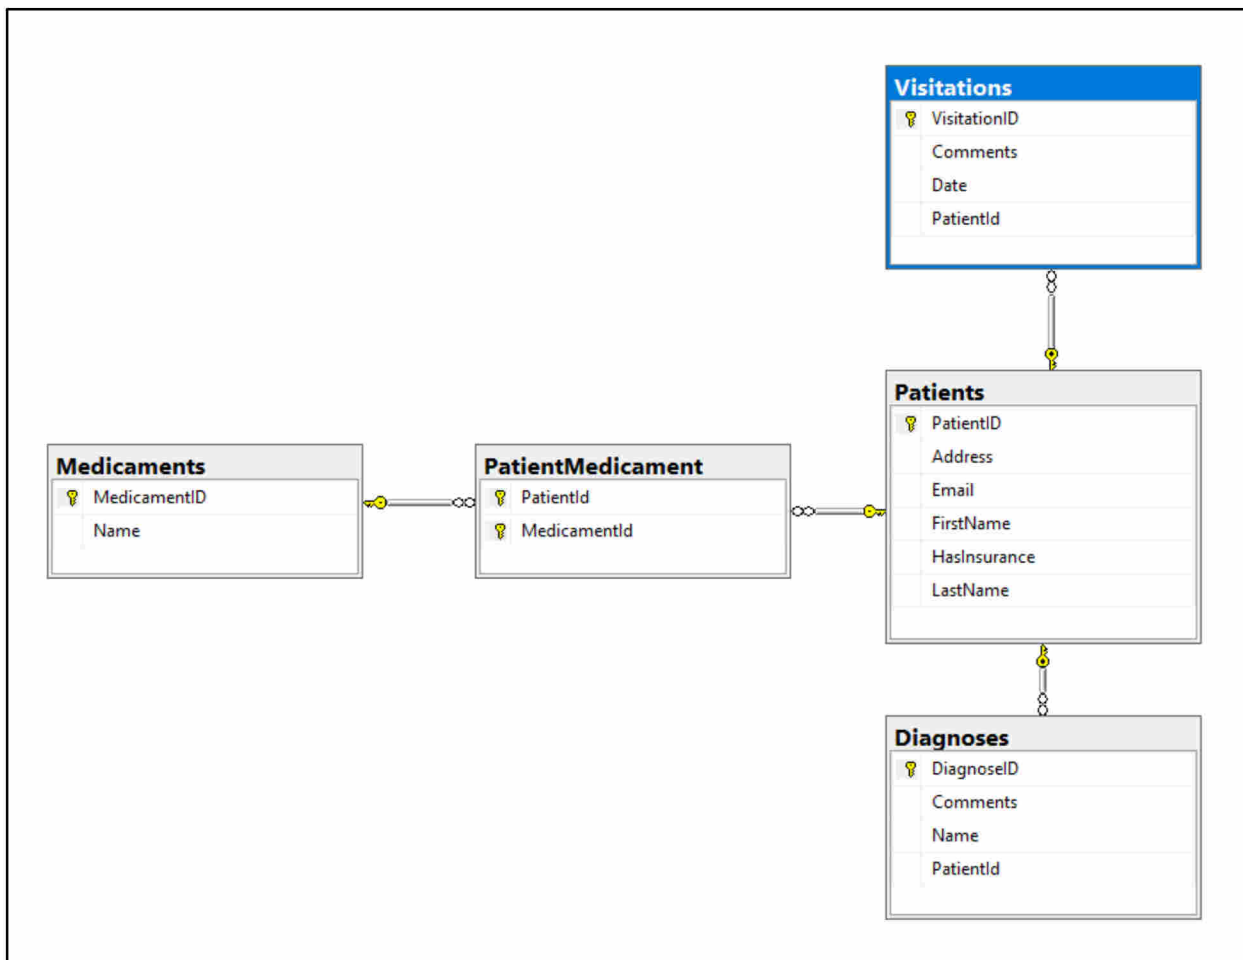 Visitations
VisitationID
Comments
Date
PatientId
Patients
PatientID
Address
Email
FirstName
HasInsurance
LastName
Medicaments
MedicamentID
Name
PatientMedicament
PatientId
MedicamentId
Diagnoses
DiagnoseID
Comments
Name
PatientId